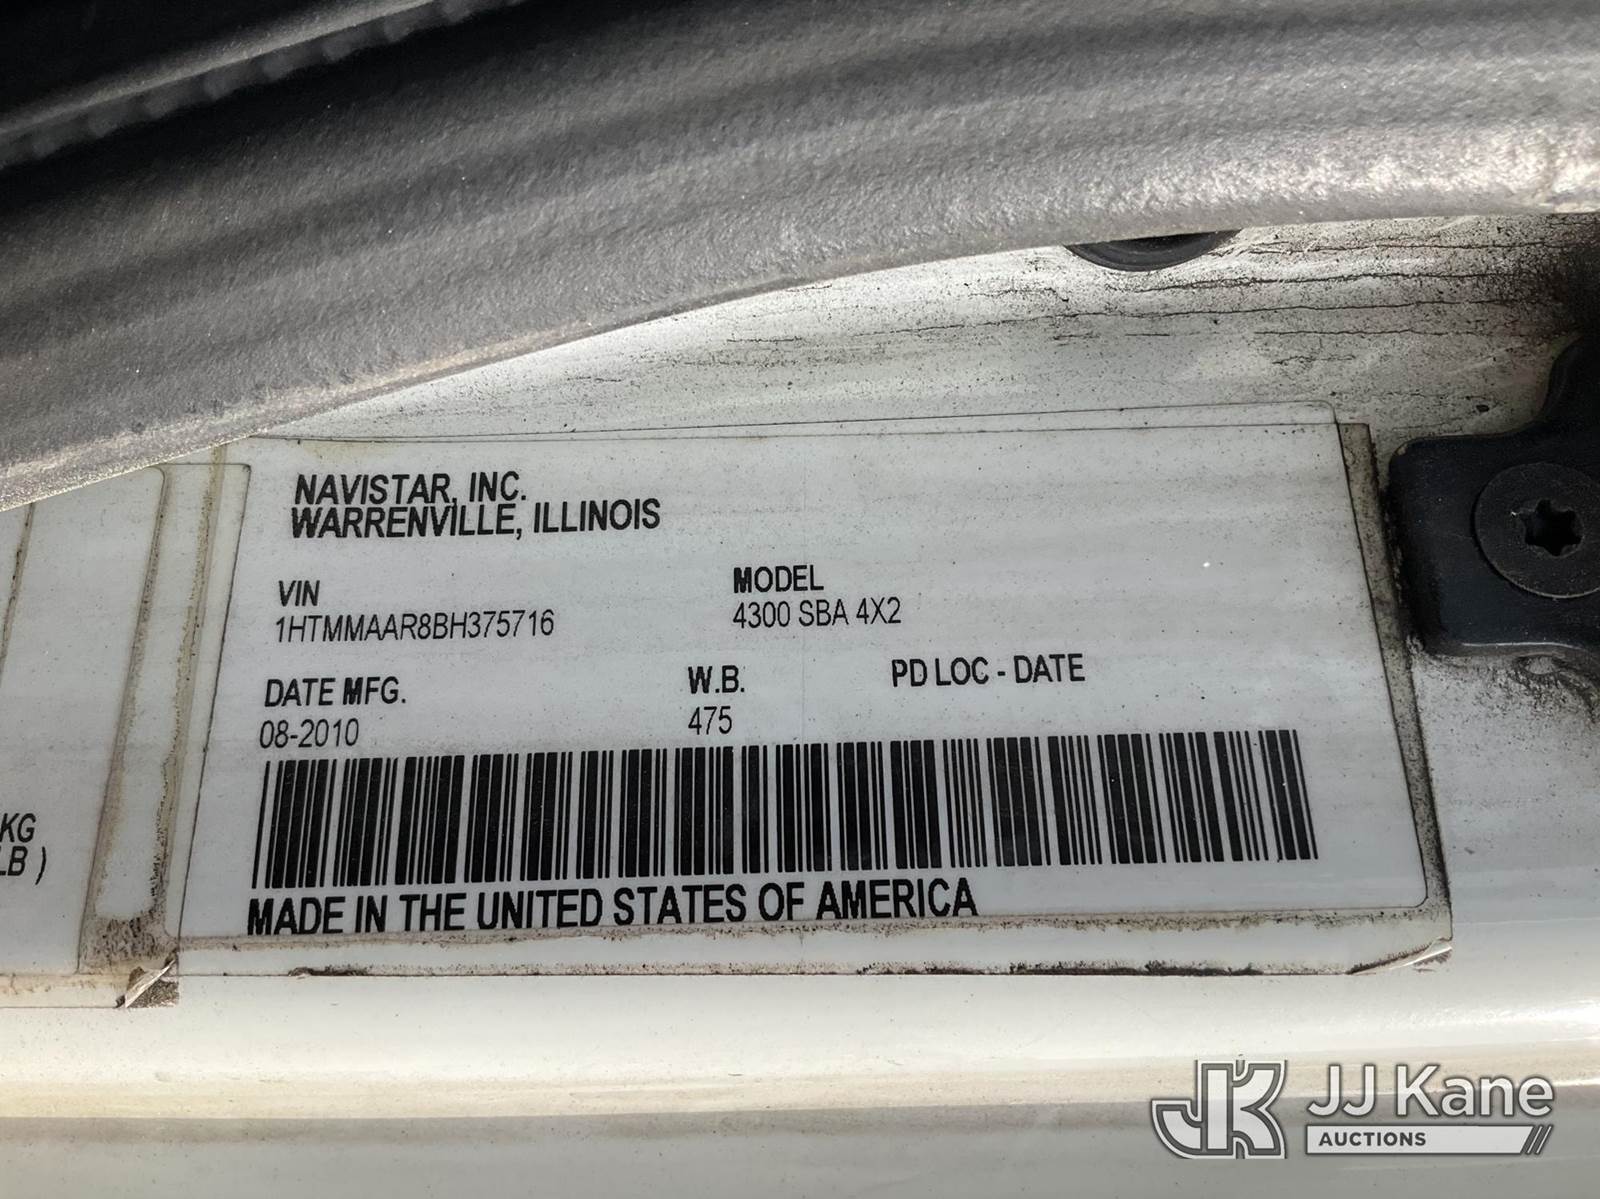 NAVISTAR, INC.
WARRENVILLE, ILLINOIS
VIN
1HTMMAAR8BH375716
MODEL
4300 SBA 4X2
DATE MFG.
08-2010
W.B.
475
PD LOC - DATE
MADE IN THE UNITED STATES OF AMERICA
KG
LB )
JK
JJ Kane
AUCTIONS